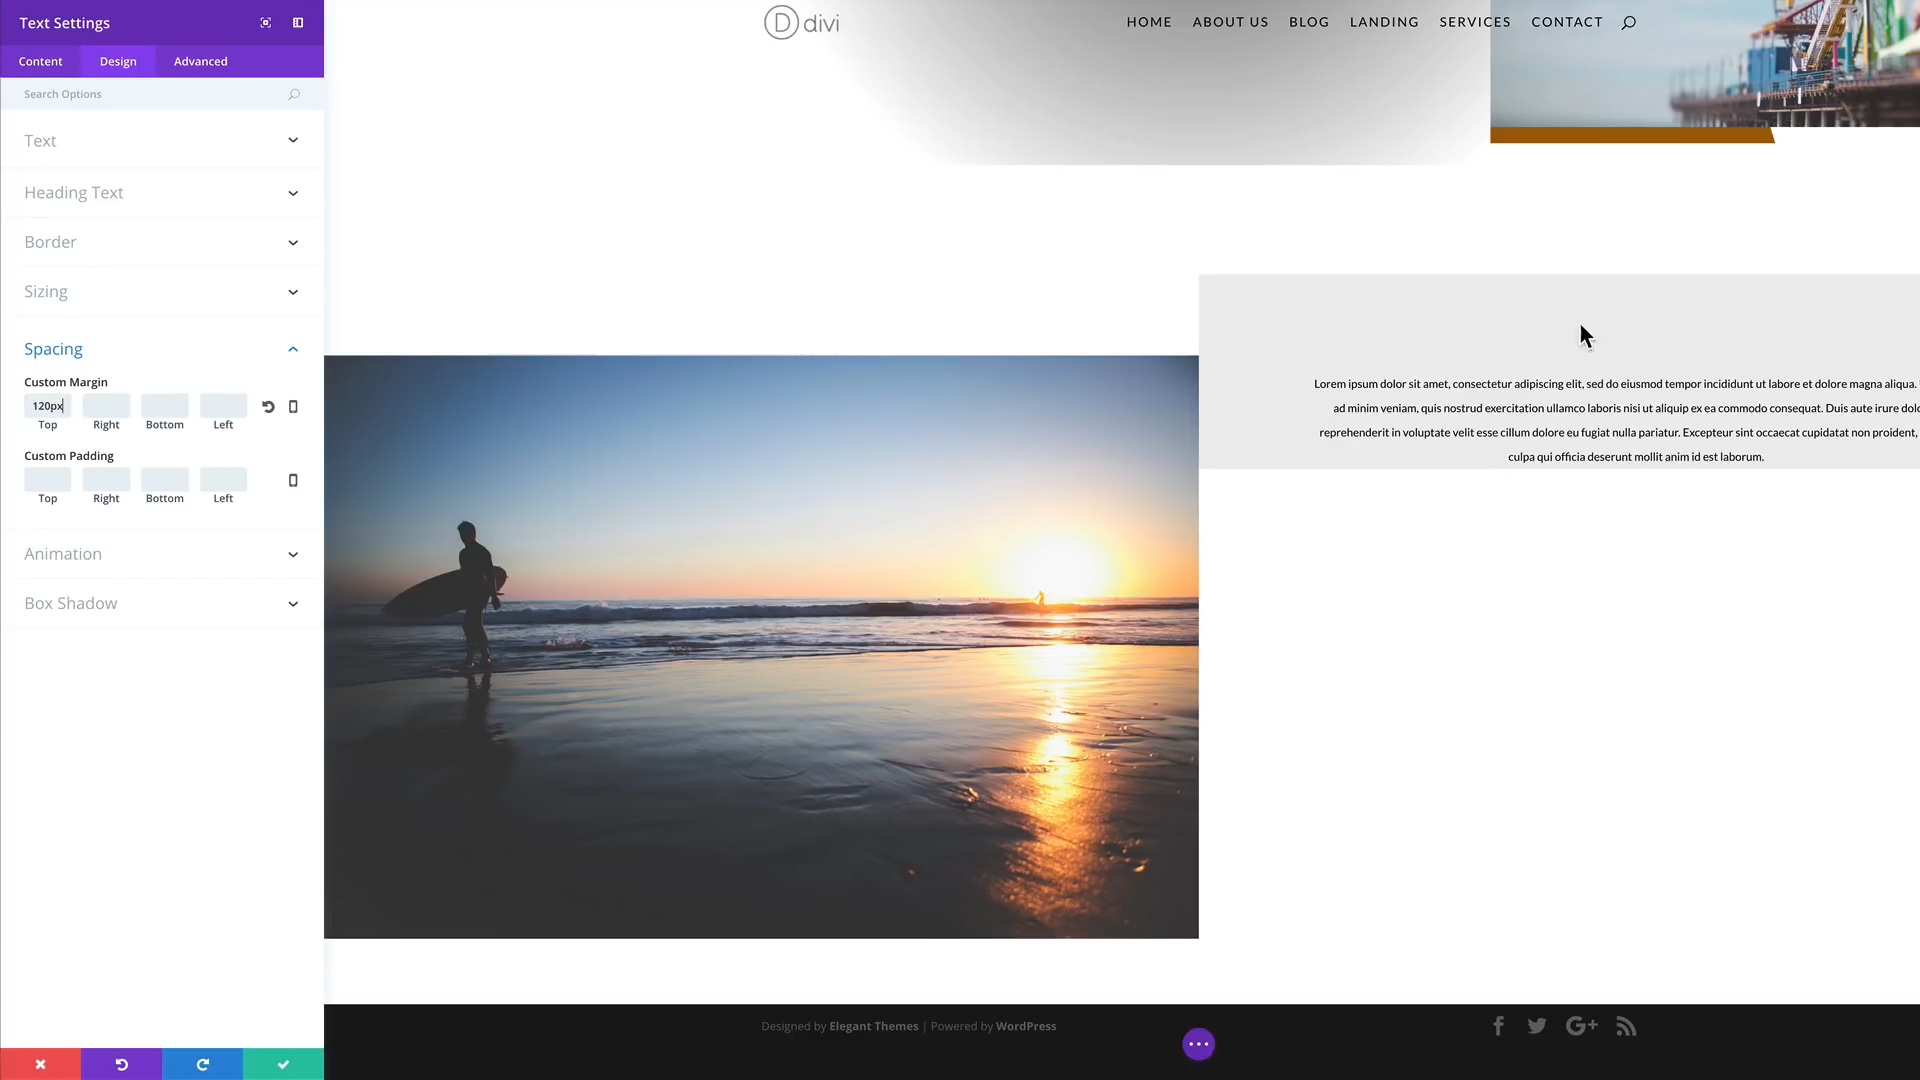 Text Settings
Content Design Advanced
Search Options
Text
Heading Text
Border
Sizing
Spacing
Custom Margin
120px
Top Right Bottom Left
Custom Padding
Top Right Bottom Left
Animation
Box Shadow
D divi
HOME ABOUT US BLOG LANDING SERVICES CONTACT
Lorem ipsum dolor sit amet, consectetur adipiscing elit, sed do eiusmod tempor incididunt ut labore et dolore magna aliqua.
ad minim veniam, quis nostrud exercitation ullamco laboris nisi ut aliquip ex ea commodo consequat. Duis aute irure
reprehenderit in voluptate velit esse cillum dolore eu fugiat nulla pariatur. Excepteur sint occaecat cupidatat non proident,
culpa qui officia deserunt mollit anim id est laborum.
Designed by Elegant Themes | Powered by WordPress